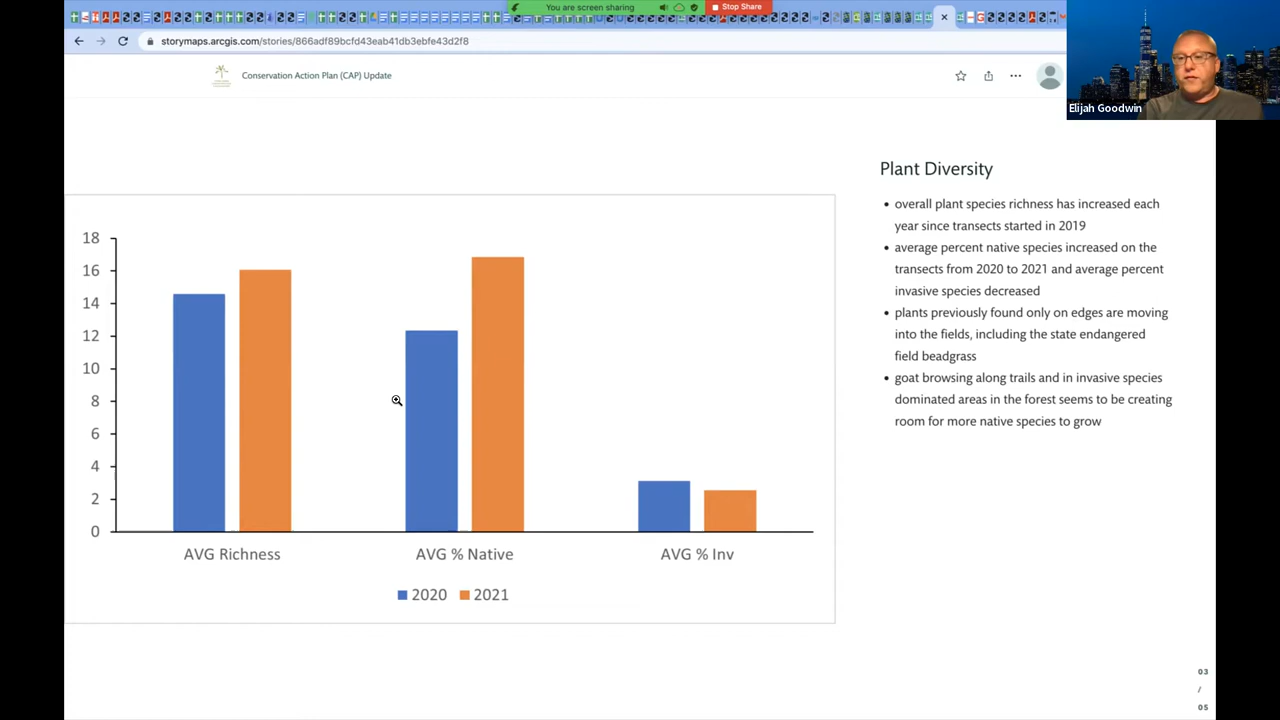 You are screen sharing
Stop Share
storymaps.arcgis.com/stories/866adf89bcfd43eab41db3ebfe43d2f8
Conservation Action Plan (CAP) Update
Elijah Goodwin
Plant Diversity
• overall plant species richness has increased each
year since transects started in 2019
• average percent native species increased on the
transects from 2020 to 2021 and average percent
invasive species decreased
• plants previously found only on edges are moving
into the fields, including the state endangered
field beadgrass
• goat browsing along trails and in invasive species
dominated areas in the forest seems to be creating
room for more native species to grow
18
16
14
12
10
8
6
4
2
0
AVG Richness
AVG % Native
AVG % Inv
2020
2021
03
/
05